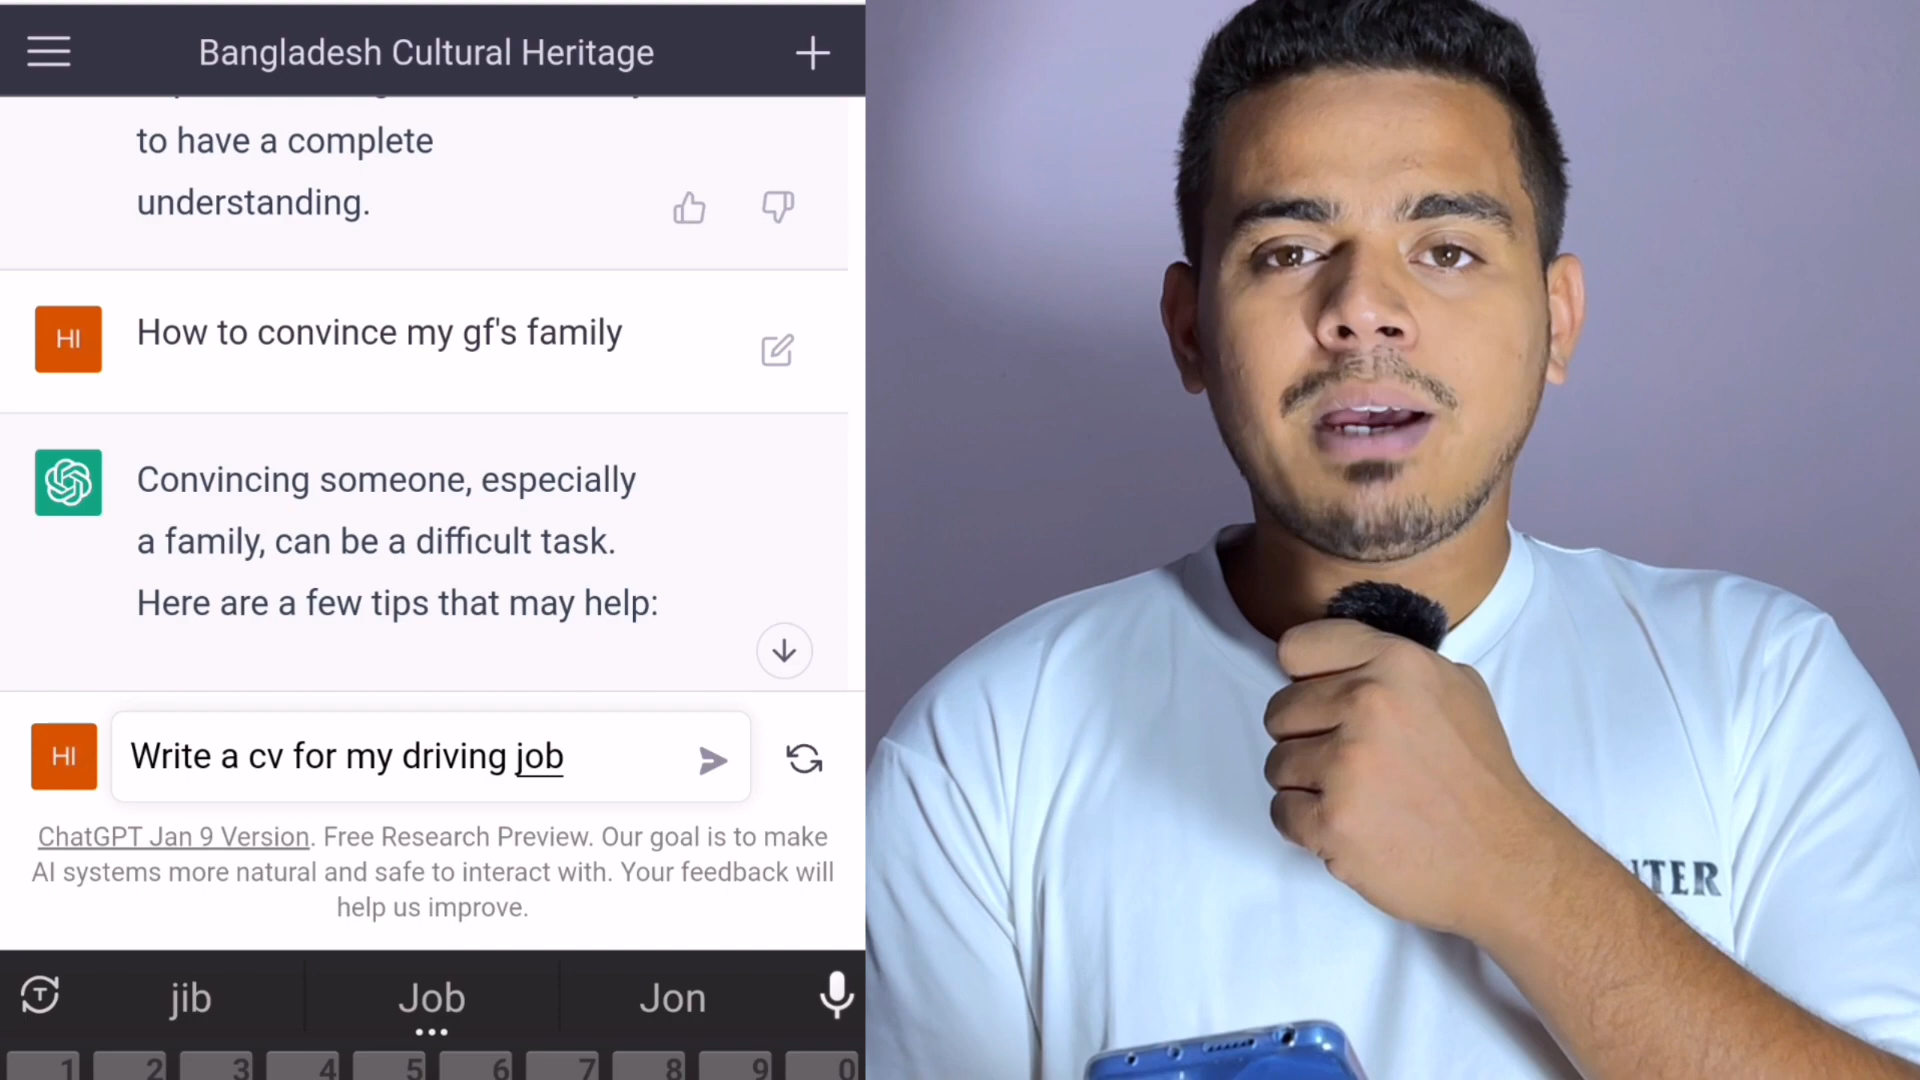 Bangladesh Cultural Heritage
to have a complete
understanding.
HI
How to convince my gf's family
Convincing someone, especially
a family, can be a difficult task.
Here are a few tips that may help:
HI
Write a cv for my driving job
ChatGPT Jan 9 Version. Free Research Preview. Our goal is to make
AI systems more natural and safe to interact with. Your feedback will
help us improve.
jib
Job
Jon
1 2 3 4 5 6 7 8 9 0